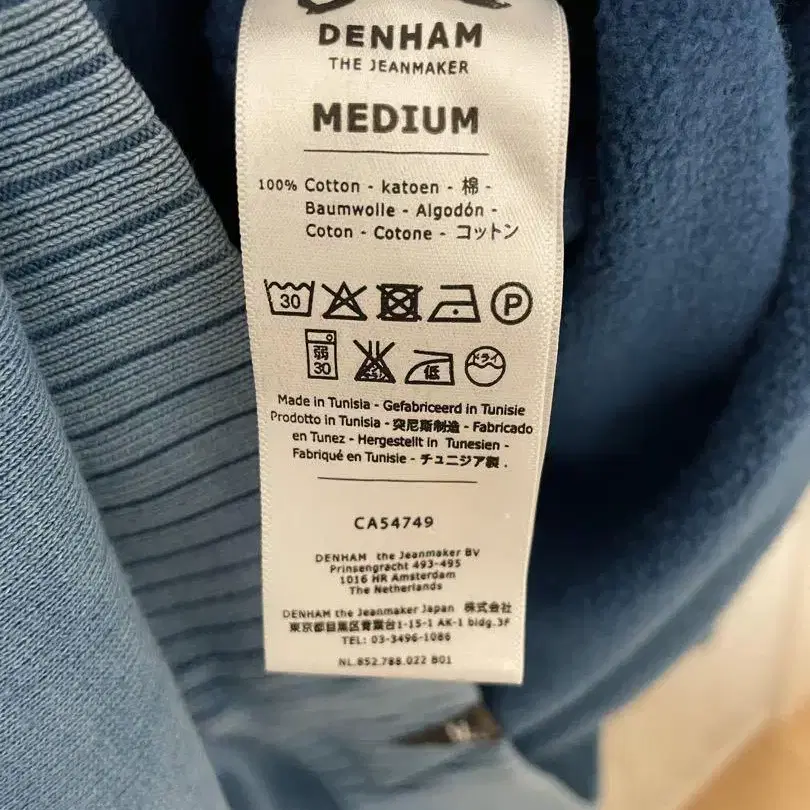 DENHAM
THE JEANMAKER
MEDIUM
100% Cotton - katoen - 棉 -
Baumwolle - Algodón -
Coton - Cotone - コットン
30 P
弱 30 低 ドライ
Made in Tunisia - Gefabriceerd in Tunisie
Prodotto in Tunisia - 突尼斯制造 - Fabricado
en Tunez - Hergestellt in Tunesien -
Fabriqué en Tunisie - チュニジア製 .
CA54749
DENHAM the Jeanmaker BV
Prinsengracht 493-495
1016 HR Amsterdam
The Netherlands
DENHAM the Jeanmaker Japan 株式会社
東京都目黒区青葉台1-15-1 AK-1 bldg.3F
TEL: 03-3496-1086
NL.852.788.022 B01